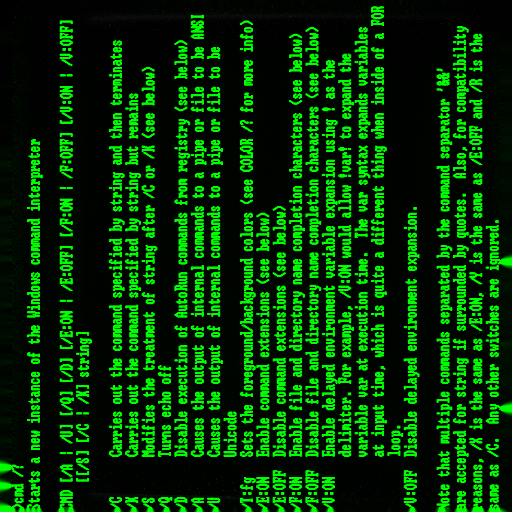 >cmd /?
Starts a new instance of the Windows command interpreter
CMD [/A | /U] [/Q] [/D] [/E:ON | /E:OFF] [/F:ON | /F:OFF] [/V:ON | /V:OFF]
[[/S] [/C | /K] string]
/C Carries out the command specified by string and then terminates
/K Carries out the command specified by string but remains
/S Modifies the treatment of string after /C or /K (see below)
/Q Turns echo off
/D Disable execution of AutoRun commands from registry (see below)
/A Causes the output of internal commands to a pipe or file to be ANSI
/U Causes the output of internal commands to a pipe or file to be
Unicode
/T:fg Sets the foreground/background colors (see COLOR /? for more info)
/E:ON Enable command extensions (see below)
/E:OFF Disable command extensions (see below)
/F:ON Enable file and directory name completion characters (see below)
/F:OFF Disable file and directory name completion characters (see below)
/V:ON Enable delayed environment variable expansion using ! as the
delimiter. For example, /V:ON would allow !var! to expand the
variable var at execution time. The var syntax expands variables
at input time, which is quite a different thing when inside of a FOR
loop.
/V:OFF Disable delayed environment expansion.
Note that multiple commands separated by the command separator '&&'
are accepted for string if surrounded by quotes. Also, for compatibility
reasons, /X is the same as /E:ON, /Y is the same as /E:OFF and /R is the
same as /C. Any other switches are ignored.